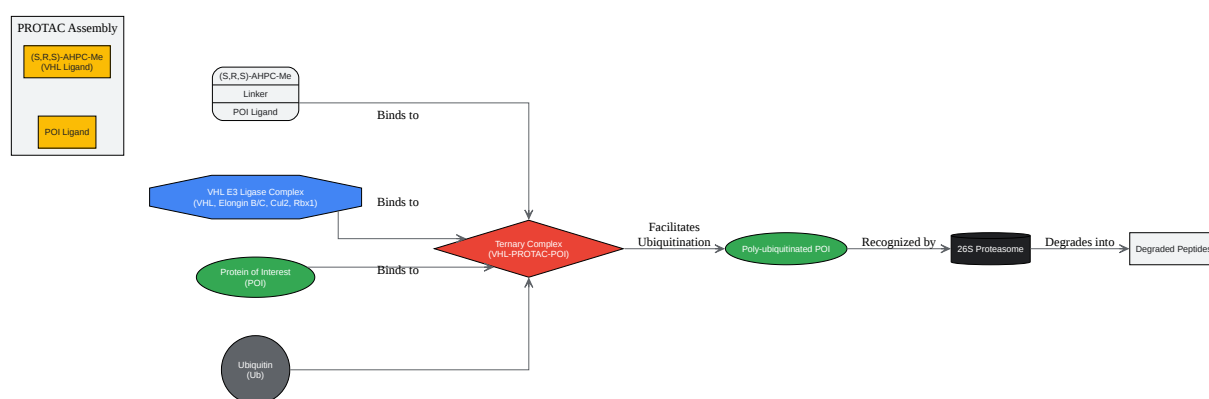 PROTAC Assembly
(S,R,S)-AHPC-Me
(VHL Ligand)
POI Ligand
(S,R,S)-AHPC-Me
Linker
POI Ligand
Binds to
VHL E3 Ligase Complex
(VHL, Elongin B/C, Cul2, Rbx1)
Binds to
Protein of Interest
(POI)
Binds to
Ubiquitin
(Ub)
Ternary Complex
(VHL-PROTAC-POI)
Facilitates
Ubiquitination
Poly-ubiquitinated POI
Recognized by
26S Proteasome
Degrades into
Degraded Peptides